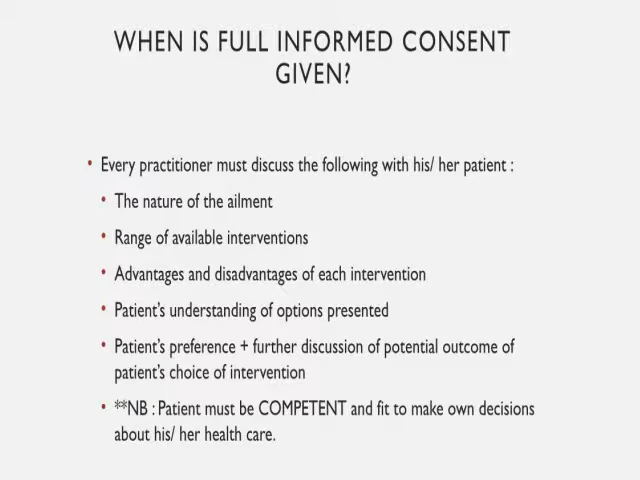 WHEN IS FULL INFORMED CONSENT
GIVEN?
• Every practitioner must discuss the following with his/ her patient :
• The nature of the ailment
• Range of available interventions
• Advantages and disadvantages of each intervention
• Patient's understanding of options presented
• Patient's preference + further discussion of potential outcome of
patient's choice of intervention
• **NB : Patient must be COMPETENT and fit to make own decisions
about his/ her health care.